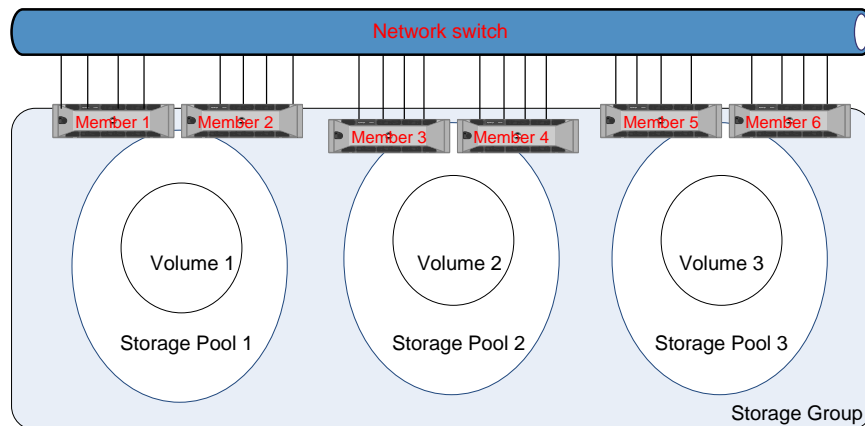 Network switch
Member 1
Member 2
Member 3
Member 4
Member 5
Member 6
Volume 1
Volume 2
Volume 3
Storage Pool 1
Storage Pool 2
Storage Pool 3
Storage Group